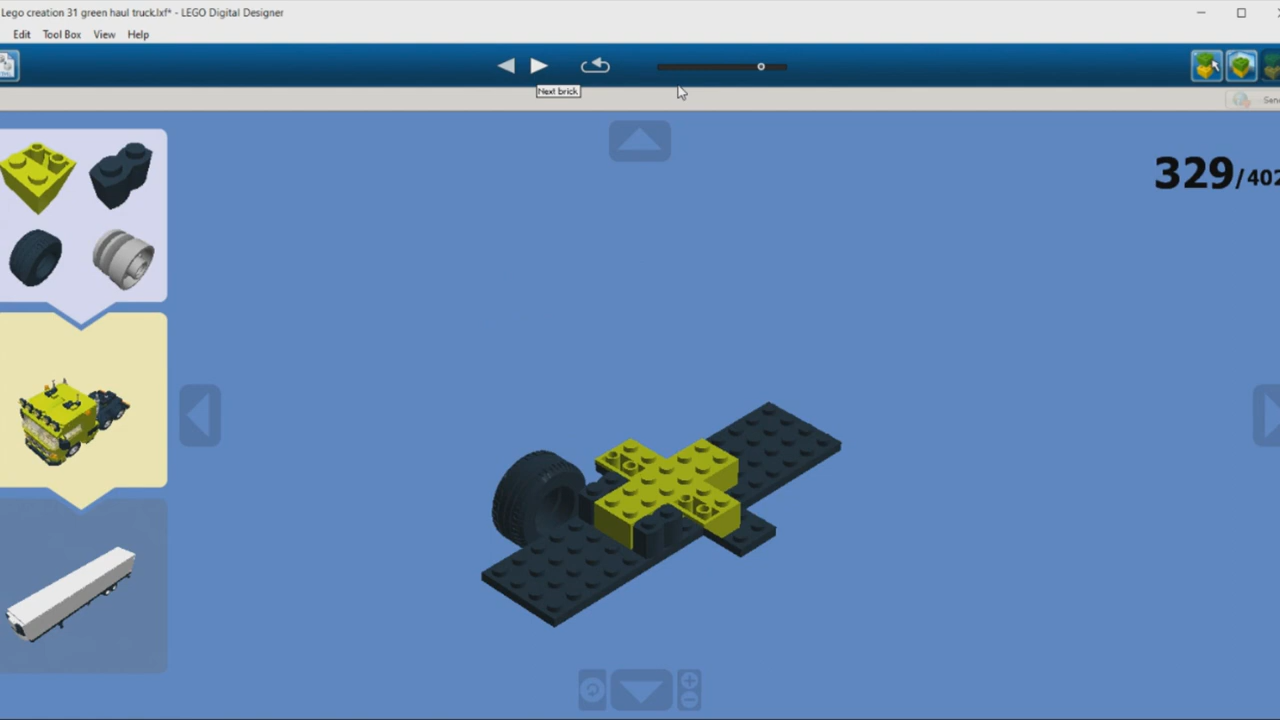 Lego creation 31 green haul truck.lxf* - LEGO Digital Designer
Edit Tool Box View Help
Next brick
Send
329/402